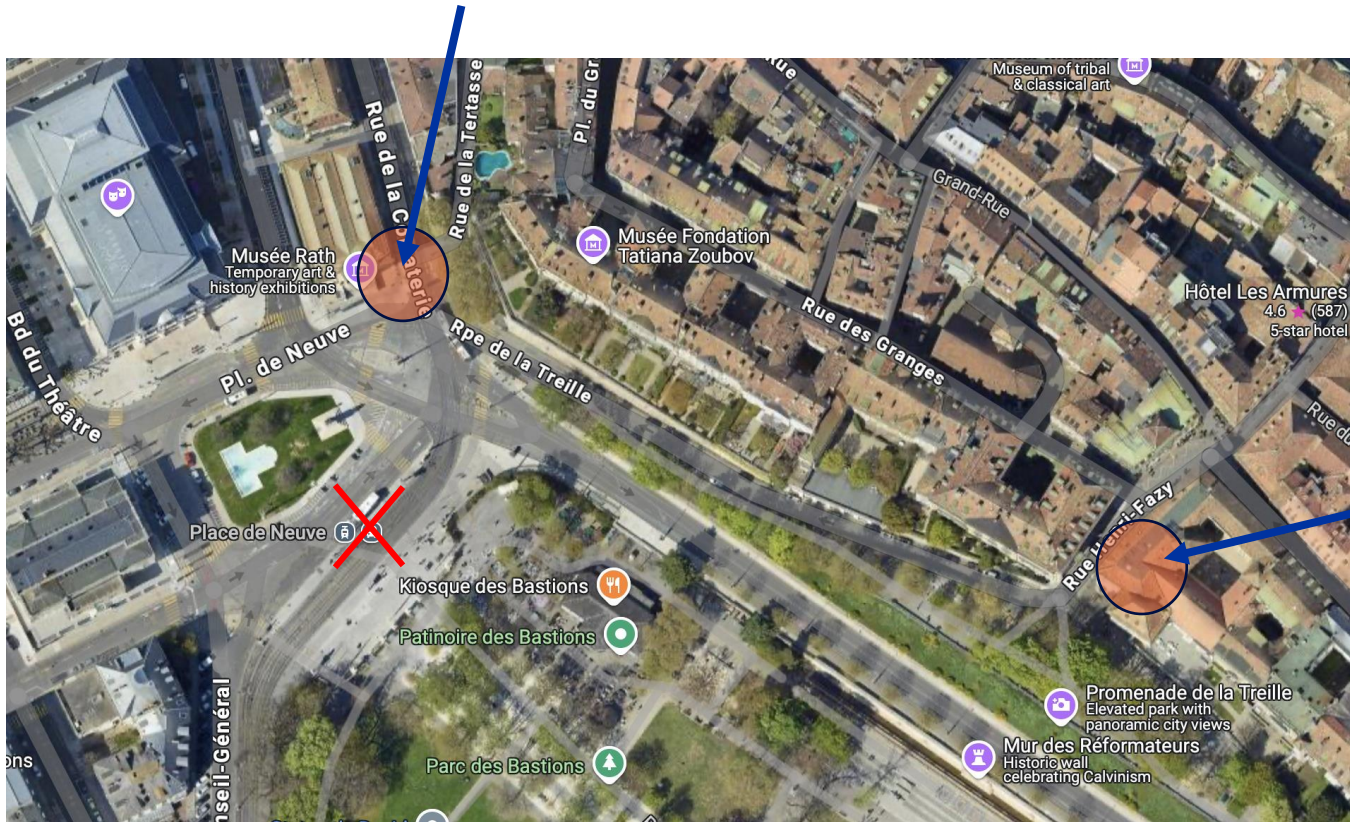 Rue de la Tertasse
Pl. du Gr
Rue
Museum of tribal
& classical art
Rue de la Corraterie
Grand-Rue
Musée Rath
Temporary art &
history exhibitions
Musée Fondation
Tatiana Zoubov
Hôtel Les Armures
4.6 ★ (587)
5-star hotel
Bd du Théâtre
Pl. de Neuve
Rpe de la Treille
Rue des Granges
Rue du
Rue Henri-Fazy
Place de Neuve
Kiosque des Bastions
Patinoire des Bastions
Promenade de la Treille
Elevated park with
panoramic city views
Mur des Réformateurs
Historic wall
celebrating Calvinism
Parc des Bastions
ons
nseil-Général